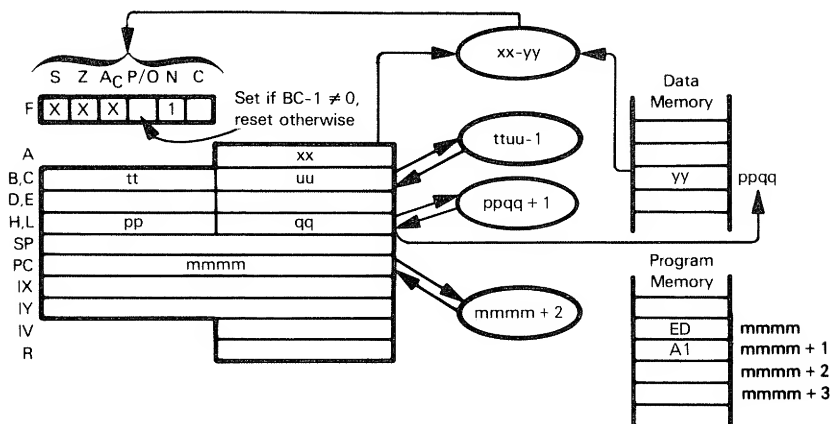 xx-yy
S Z AC P/O N C
F X X X 1
Set if BC-1 ≠ 0,
reset otherwise
Data
Memory
A xx
ttuu-1
B,C tt uu
yy ppqq
D,E
ppqq + 1
H,L pp qq
SP
PC mmmm
Program
Memory
IX
IY
mmmm + 2
IV
ED mmmm
R
A1 mmmm + 1
mmmm + 2
mmmm + 3